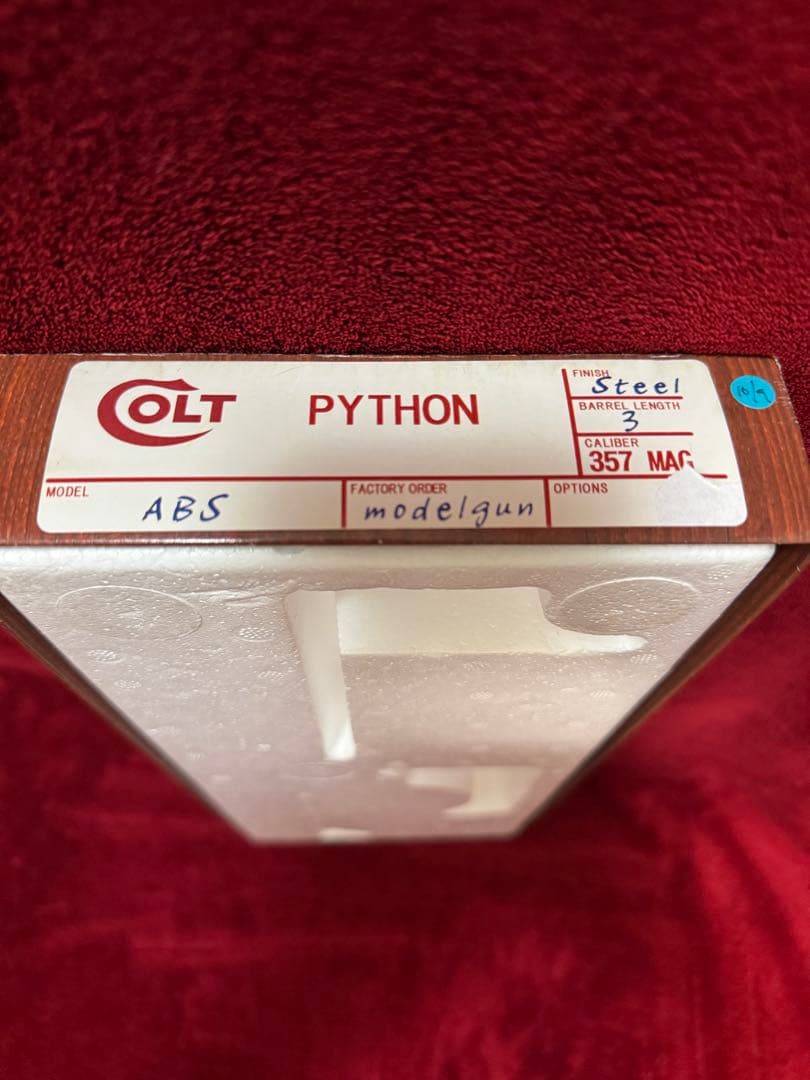 COLT PYTHON
FINISH
Steel
BARREL LENGTH
3
CALIBER
357 MAG
MODEL
ABS
FACTORY ORDER
modelgun
OPTIONS
10/9